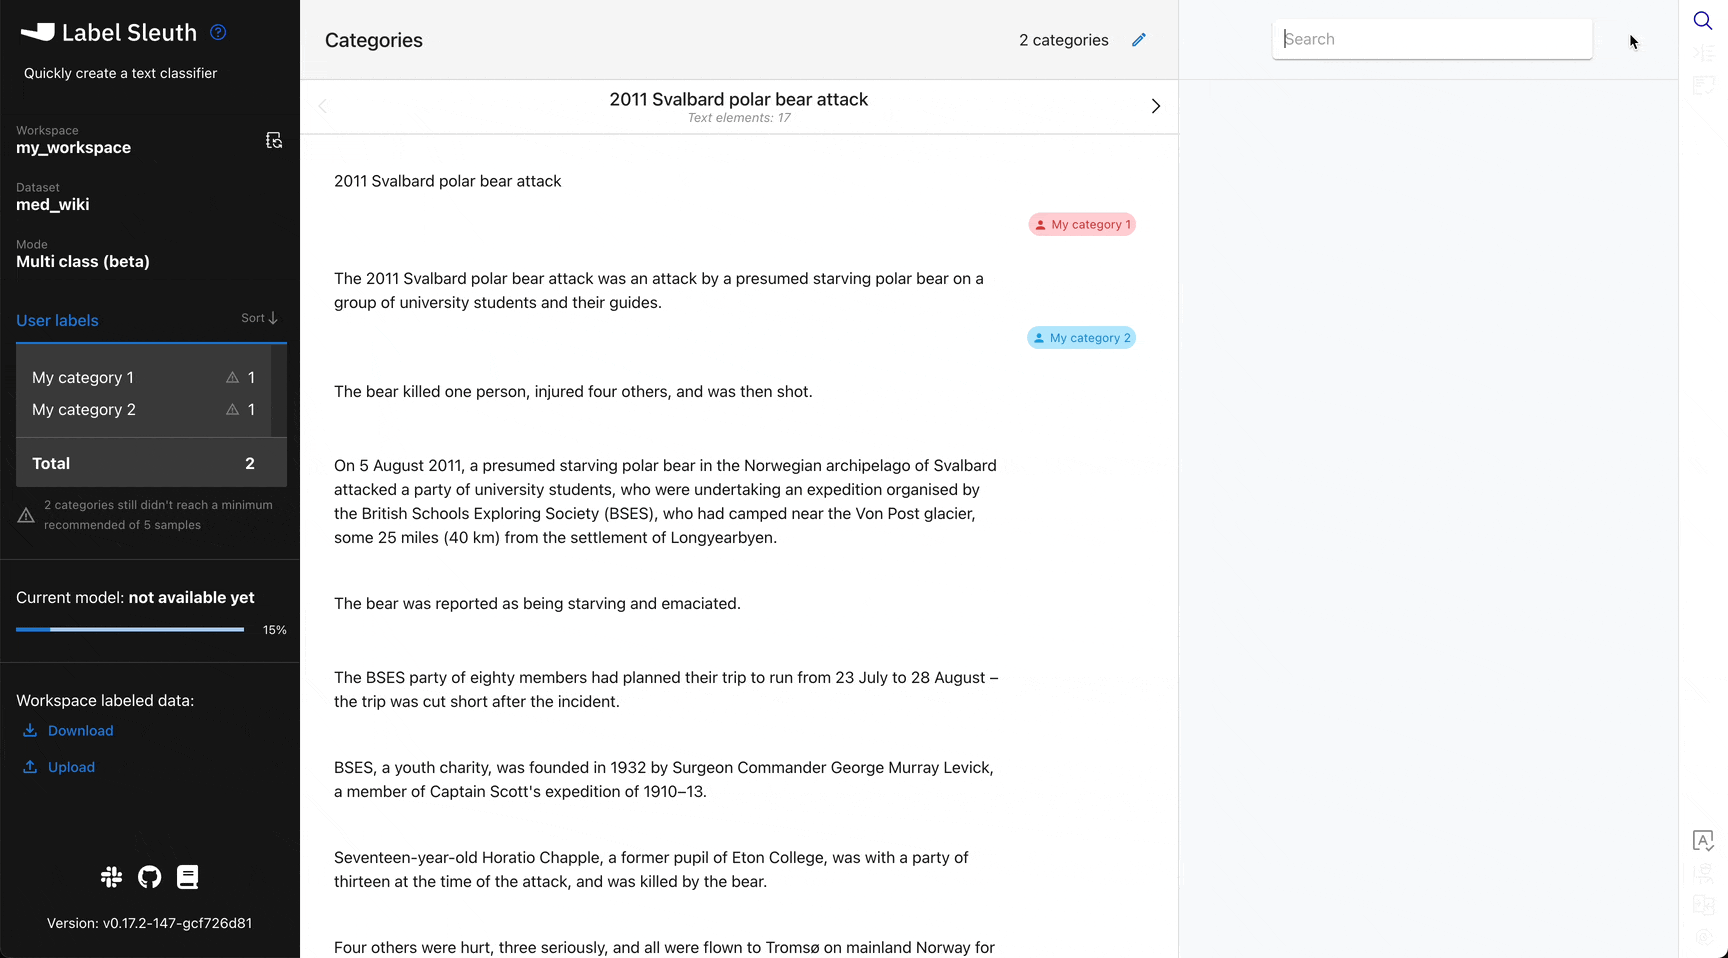 Label Sleuth
Quickly create a text classifier
Workspace
my_workspace
Dataset
med_wiki
Mode
Multi class (beta)
User labels
Sort
My category 1 1
My category 2 1
Total 2
2 categories still didn't reach a minimum
recommended of 5 samples
Current model: not available yet
15%
Workspace labeled data:
Download
Upload
Version: v0.17.2-147-gcf726d81
Categories
2 categories
2011 Svalbard polar bear attack
Text elements: 17
2011 Svalbard polar bear attack
My category 1
The 2011 Svalbard polar bear attack was an attack by a presumed starving polar bear on a
group of university students and their guides.
My category 2
The bear killed one person, injured four others, and was then shot.
On 5 August 2011, a presumed starving polar bear in the Norwegian archipelago of Svalbard
attacked a party of university students, who were undertaking an expedition organised by
the British Schools Exploring Society (BSES), who had camped near the Von Post glacier,
some 25 miles (40 km) from the settlement of Longyearbyen.
The bear was reported as being starving and emaciated.
The BSES party of eighty members had planned their trip to run from 23 July to 28 August –
the trip was cut short after the incident.
BSES, a youth charity, was founded in 1932 by Surgeon Commander George Murray Levick,
a member of Captain Scott's expedition of 1910–13.
Seventeen-year-old Horatio Chapple, a former pupil of Eton College, was with a party of
thirteen at the time of the attack, and was killed by the bear.
Four others were hurt, three seriously, and all were flown to Tromsø on mainland Norway for
Search